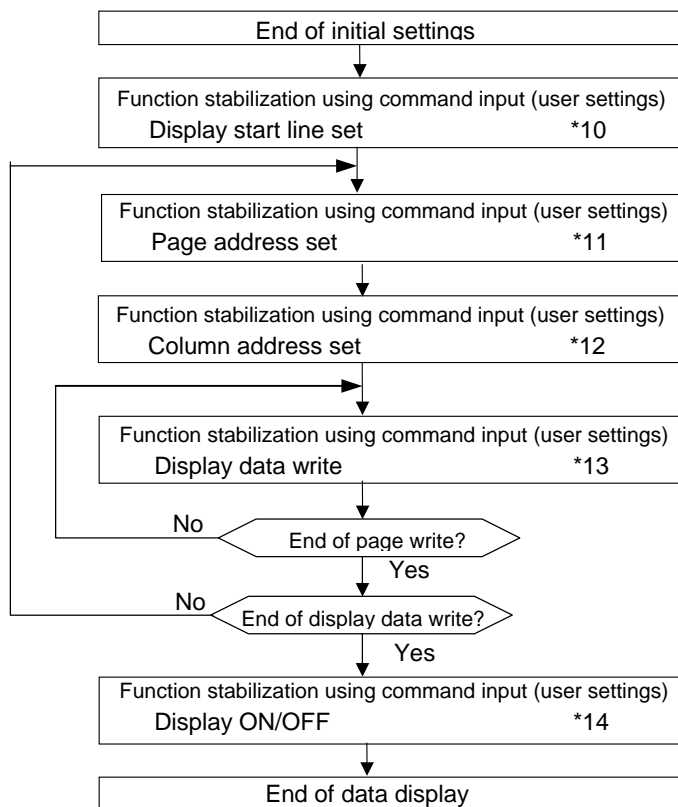 End of initial settings
Function stabilization using command input (user settings)
Display start line set *10
Function stabilization using command input (user settings)
Page address set *11
Function stabilization using command input (user settings)
Column address set *12
Function stabilization using command input (user settings)
Display data write *13
No
End of page write?
Yes
No
End of display data write?
Yes
Function stabilization using command input (user settings)
Display ON/OFF *14
End of data display